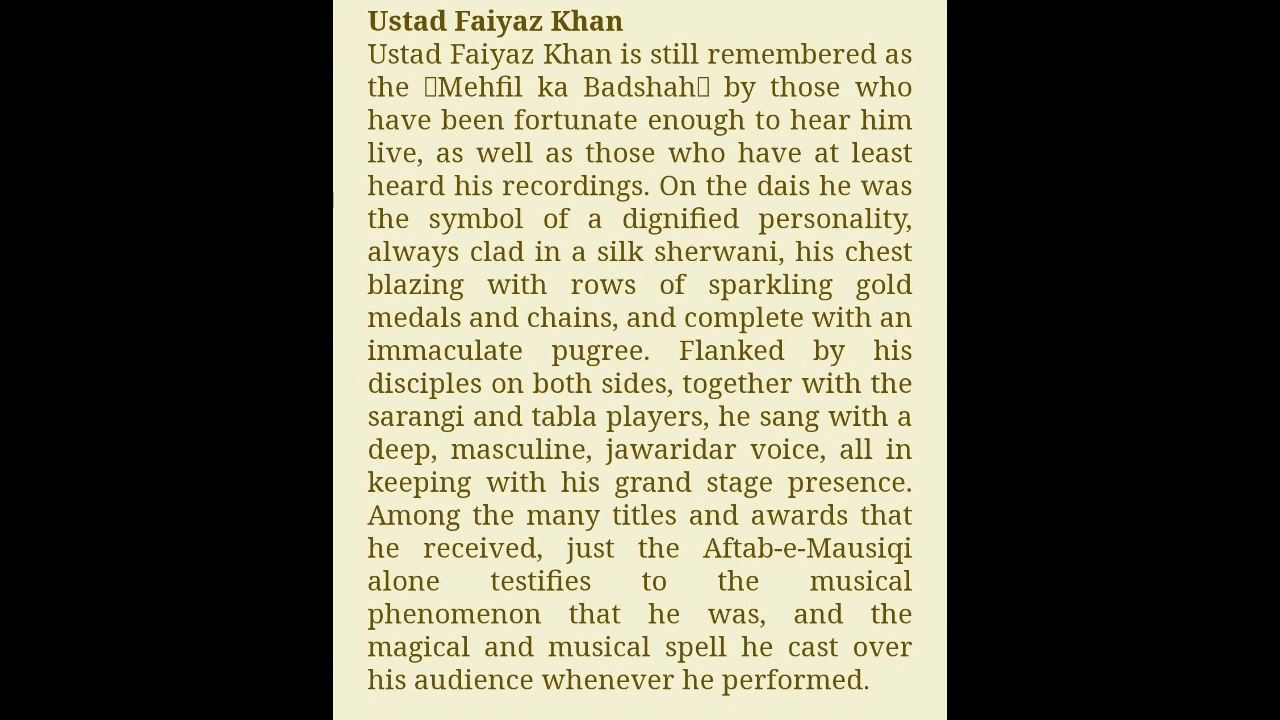 Ustad Faiyaz Khan
Ustad Faiyaz Khan is still remembered as
the Mehfil ka Badshah by those who
have been fortunate enough to hear him
live, as well as those who have at least
heard his recordings. On the dais he was
the symbol of a dignified personality,
always clad in a silk sherwani, his chest
blazing with rows of sparkling gold
medals and chains, and complete with an
immaculate pugree. Flanked by his
disciples on both sides, together with the
sarangi and tabla players, he sang with a
deep, masculine, jawaridar voice, all in
keeping with his grand stage presence.
Among the many titles and awards that
he received, just the Aftab-e-Mausiqi
alone testifies to the musical
phenomenon that he was, and the
magical and musical spell he cast over
his audience whenever he performed.